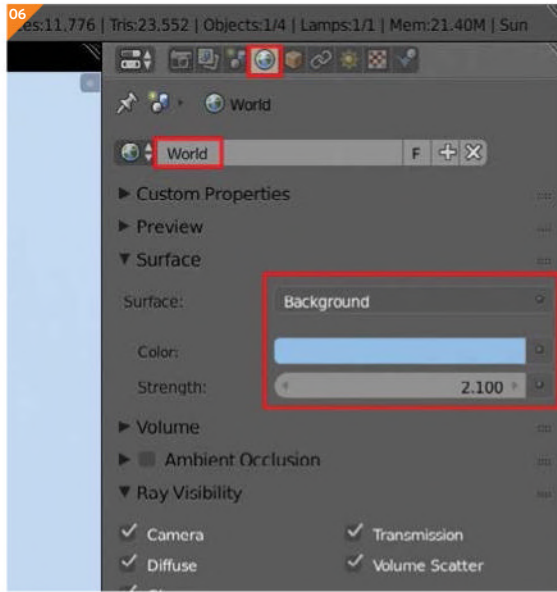 06
es:11,776 | Tris:23,552 | Objects:1/4 | Lamps:1/1 | Mem:21.40M | Sun
World
World F
Custom Properties
Preview
Surface
Surface: Background
Color:
Strength: 2.100
Volume
Ambient Occlusion
Ray Visibility
Camera Transmission
Diffuse Volume Scatter